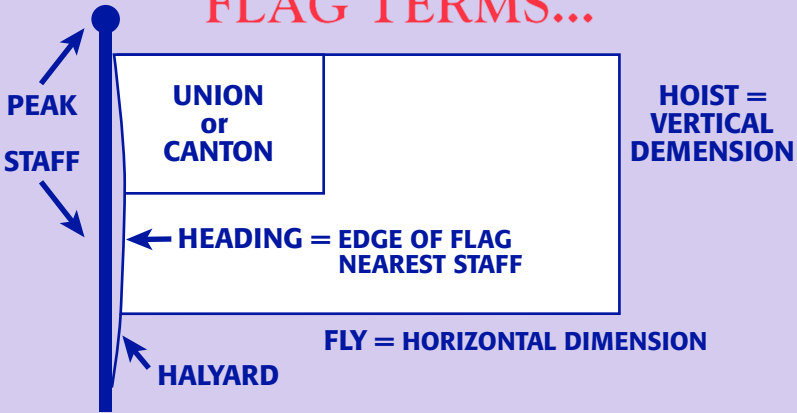 FLAG TERMS...
PEAK
STAFF
UNION
or
CANTON
HOIST =
VERTICAL
DEMENSION
HEADING = EDGE OF FLAG
NEAREST STAFF
FLY = HORIZONTAL DIMENSION
HALYARD